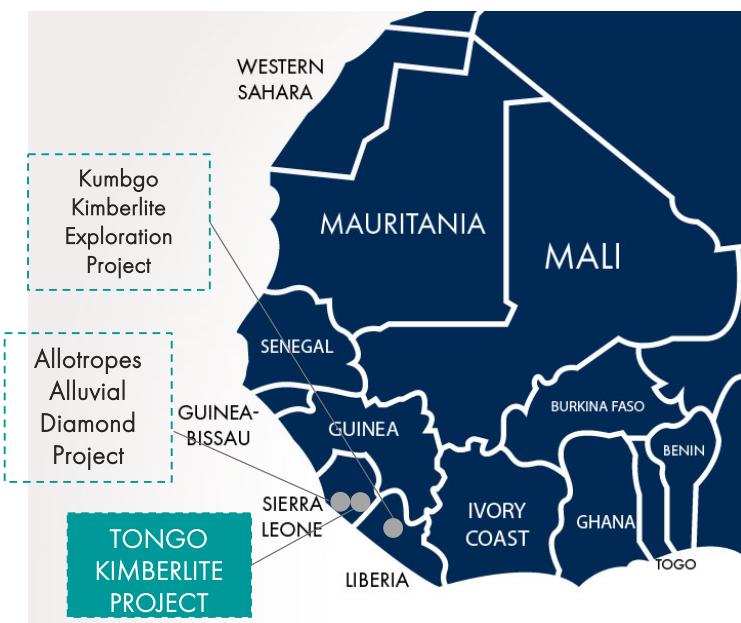 WESTERN
SAHARA
Kumbgo
Kimberlite
Exploration
Project
MAURITANIA
MALI
SENEGAL
Allotropes
Alluvial
Diamond
Project
GUINEA-
BISSAU
GUINEA
BURKINA FASO
BENIN
SIERRA
LEONE
IVORY
COAST
GHANA
TONGO
KIMBERLITE
PROJECT
LIBERIA
TOGO